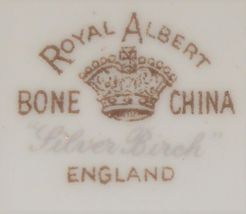 ROYAL ALBERT
BONE CHINA
"Silver Birch"
ENGLAND